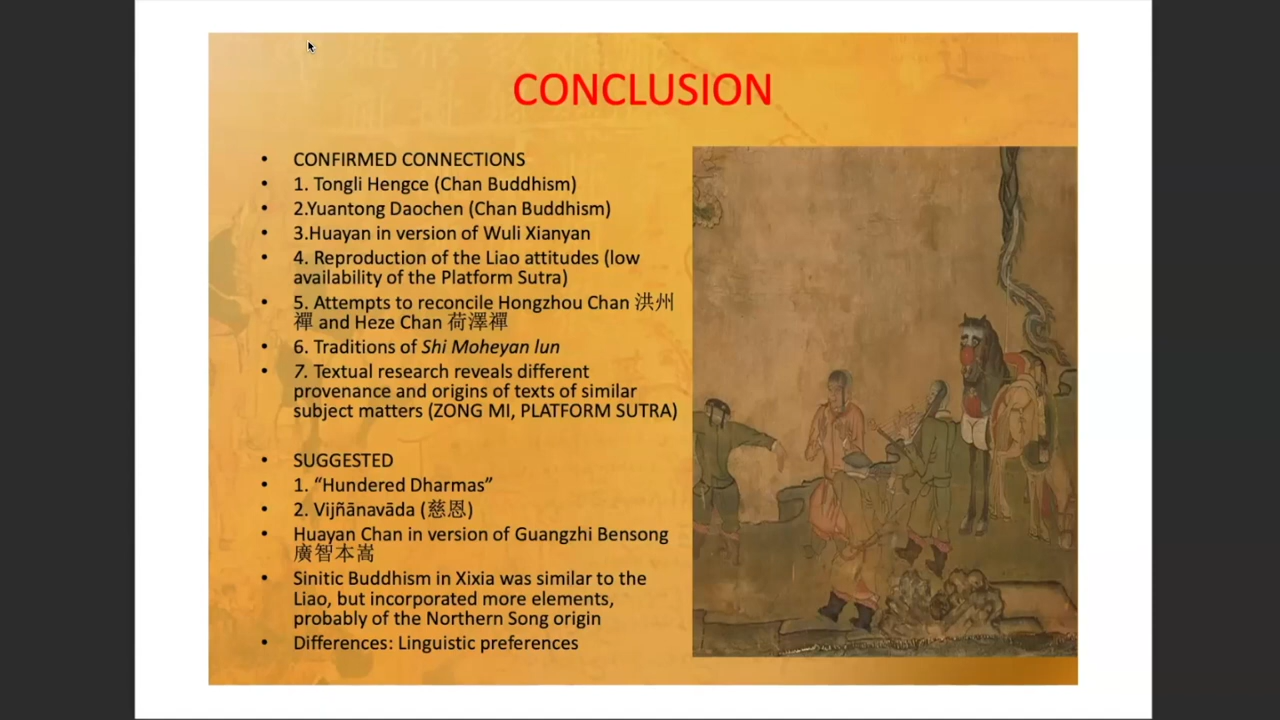 CONCLUSION
• CONFIRMED CONNECTIONS
• 1. Tongli Hengce (Chan Buddhism)
• 2.Yuantong Daochen (Chan Buddhism)
• 3.Huayan in version of Wuli Xianyan
• 4. Reproduction of the Liao attitudes (low
availability of the Platform Sutra)
• 5. Attempts to reconcile Hongzhou Chan 洪州
禪 and Heze Chan 荷澤禪
• 6. Traditions of Shi Moheyan lun
• 7. Textual research reveals different
provenance and origins of texts of similar
subject matters (ZONG MI, PLATFORM SUTRA)
• SUGGESTED
• 1. “Hundered Dharmas”
• 2. Vijñānavāda (慈恩)
• Huayan Chan in version of Guangzhi Bensong
廣智本嵩
• Sinitic Buddhism in Xixia was similar to the
Liao, but incorporated more elements,
probably of the Northern Song origin
• Differences: Linguistic preferences